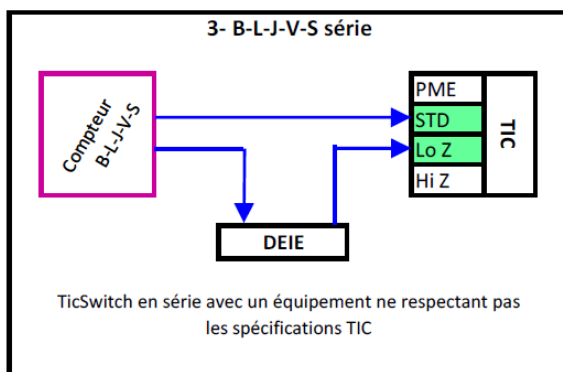 3- B-L-J-V-S série
Compteur
B-L-J-V-S
PME
STD
Lo Z
Hi Z
TIC
DEIE
TicSwitch en série avec un équipement ne respectant pas
les spécifications TIC